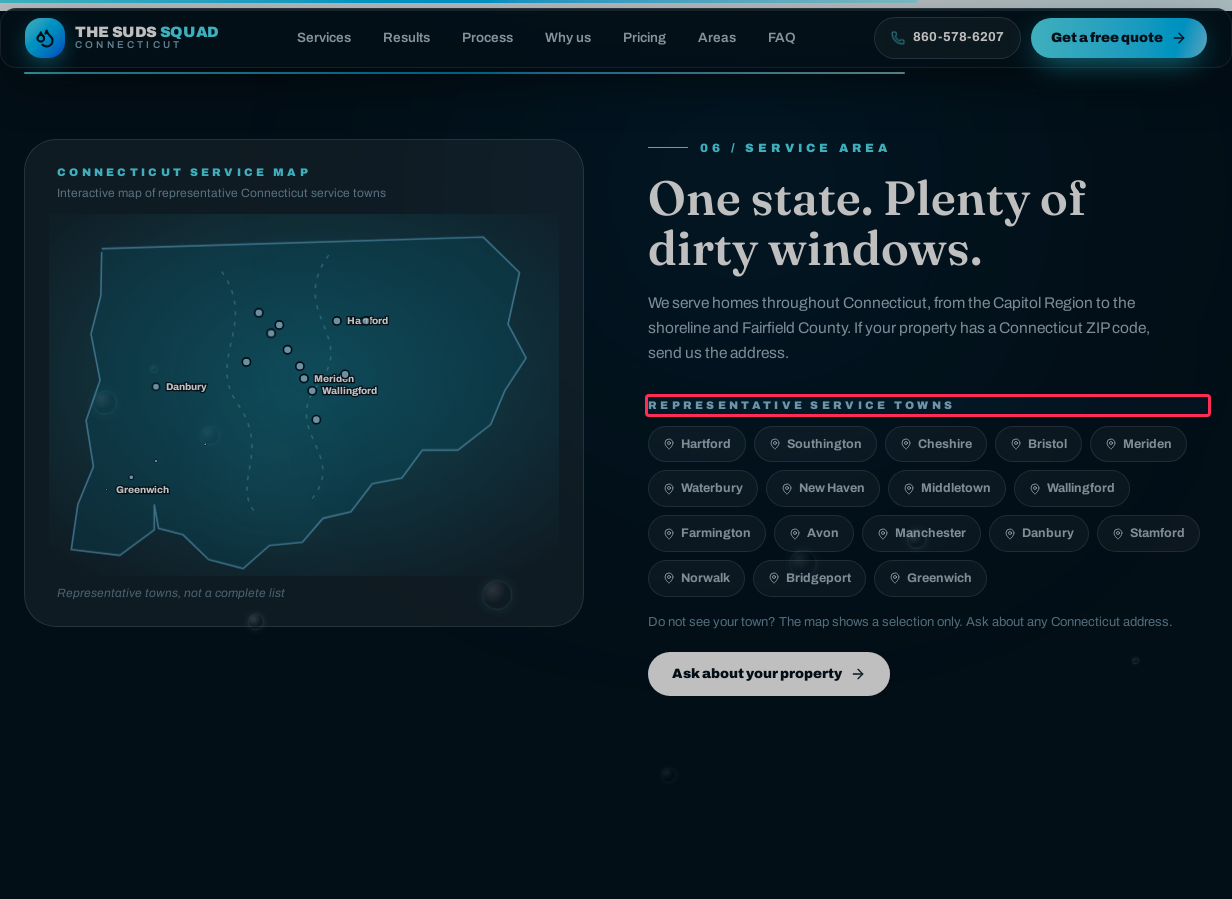 THE SUDS SQUAD
CONNECTICUT
Services
Results
Process
Why us
Pricing
Areas
FAQ
860-578-6207
Get a free quote
CONNECTICUT SERVICE MAP
Interactive map of representative Connecticut service towns
Hartford
Danbury
Meriden
Wallingford
Greenwich
Representative towns, not a complete list
06 / SERVICE AREA
One state. Plenty of
dirty windows.
We serve homes throughout Connecticut, from the Capitol Region to the
shoreline and Fairfield County. If your property has a Connecticut ZIP code,
send us the address.
REPRESENTATIVE SERVICE TOWNS
Hartford
Southington
Cheshire
Bristol
Meriden
Waterbury
New Haven
Middletown
Wallingford
Farmington
Avon
Manchester
Danbury
Stamford
Norwalk
Bridgeport
Greenwich
Do not see your town? The map shows a selection only. Ask about any Connecticut address.
Ask about your property